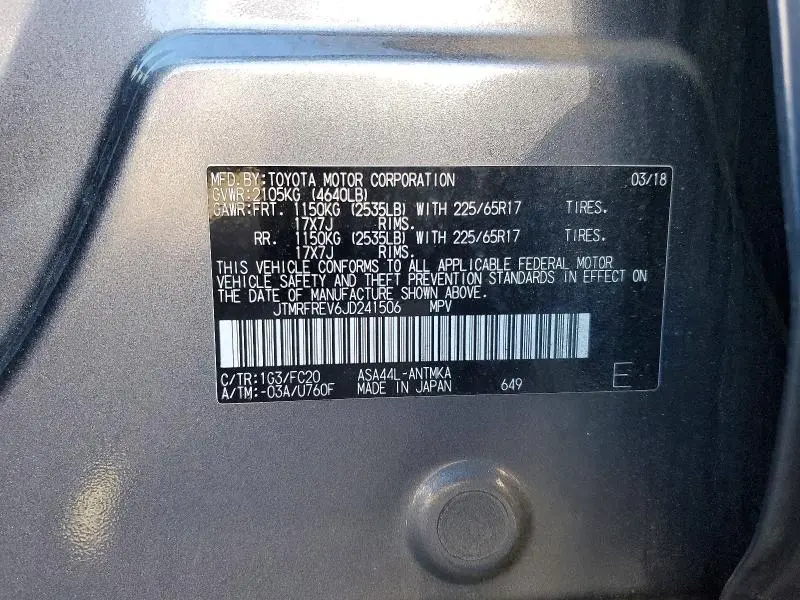 MFD.BY:TOYOTA MOTOR CORPORATION 03/18
GVWR:2105KG (4640LB)
GAWR:FRT. 1150KG (2535LB) WITH 225/65R17 TIRES.
17X7J RIMS.
RR. 1150KG (2535LB) WITH 225/65R17 TIRES.
17X7J RIMS.
THIS VEHICLE CONFORMS TO ALL APPLICABLE FEDERAL MOTOR
VEHICLE SAFETY AND THEFT PREVENTION STANDARDS IN EFFECT ON
THE DATE OF MANUFACTURE SHOWN ABOVE.
JTMRFREV6JD241506 MPV
C/TR:1G3/FC20 ASA44L-ANTMKA
A/TM:-03A/U760F MADE IN JAPAN 649 E